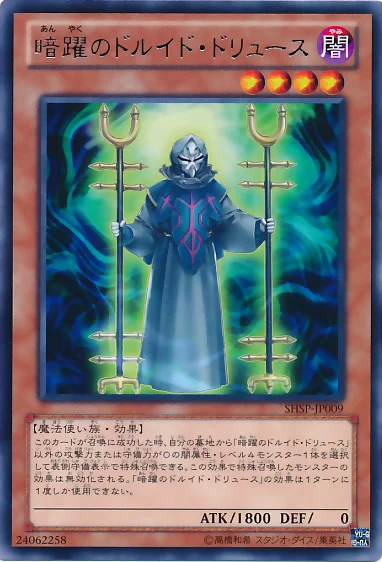 暗躍のドルイド・ドリュース
闇
SHSP-JP009
【魔法使い族・効果】
このカードが召喚に成功した時、自分の墓地から「暗躍のドルイド・ドリュース」
以外の攻撃力または守備力が0の闇属性・レベル4モンスター1体を選択
して表側守備表示で特殊召喚できる。この効果で特殊召喚したモンスター
の効果は無効化される。「暗躍のドルイド・ドリュース」の効果は1ターンに
1度しか使用できない。
ATK/1800 DEF/ 0
24062258
©高橋和希 スタジオ・ダイス/集英社